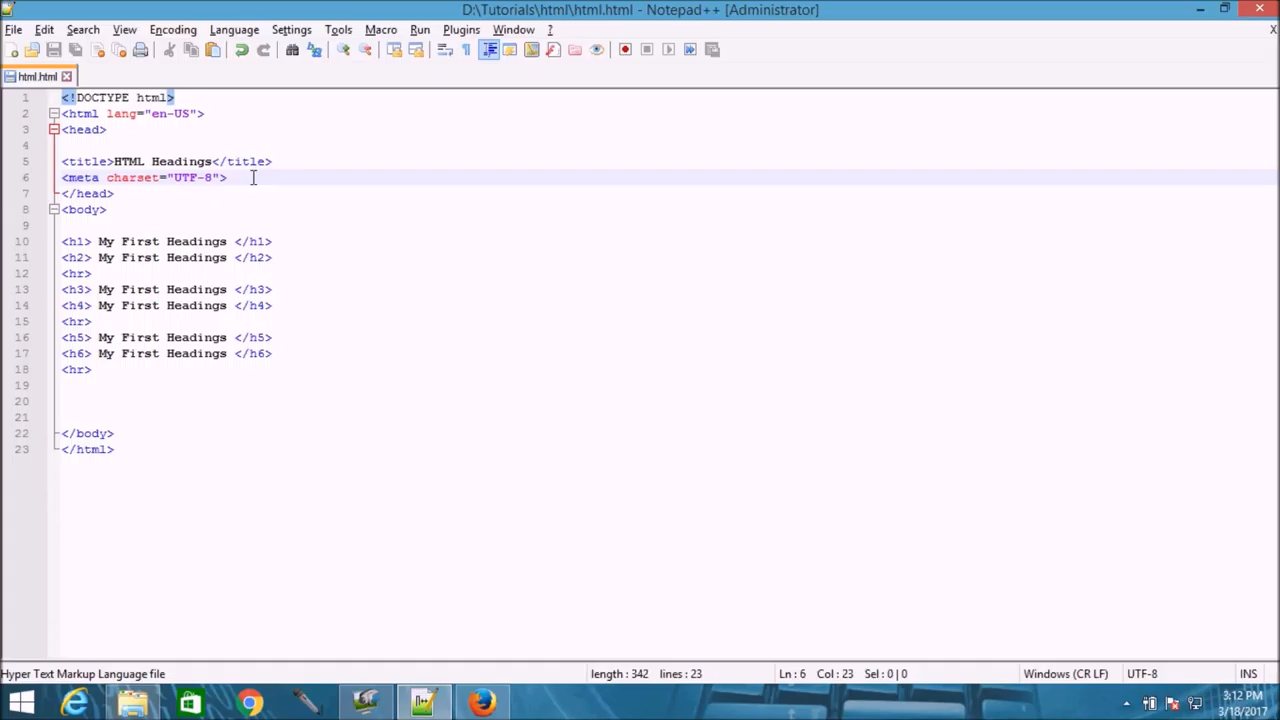 D:\Tutorials\html\html.html - Notepad++ [Administrator]
File Edit Search View Encoding Language Settings Tools Macro Run Plugins Window ? X
html.html
1 <!DOCTYPE html>
2 <html lang="en-US">
3 <head>
4
5 <title>HTML Headings</title>
6 <meta charset="UTF-8">
7 </head>
8 <body>
9
10 <h1> My First Headings </h1>
11 <h2> My First Headings </h2>
12 <hr>
13 <h3> My First Headings </h3>
14 <h4> My First Headings </h4>
15 <hr>
16 <h5> My First Headings </h5>
17 <h6> My First Headings </h6>
18 <hr>
19
20
21
22 </body>
23 </html>
Hyper Text Markup Language file length : 342 lines : 23 Ln : 6 Col : 23 Sel : 0 | 0 Windows (CR LF) UTF-8 INS
3:12 PM
3/18/2017